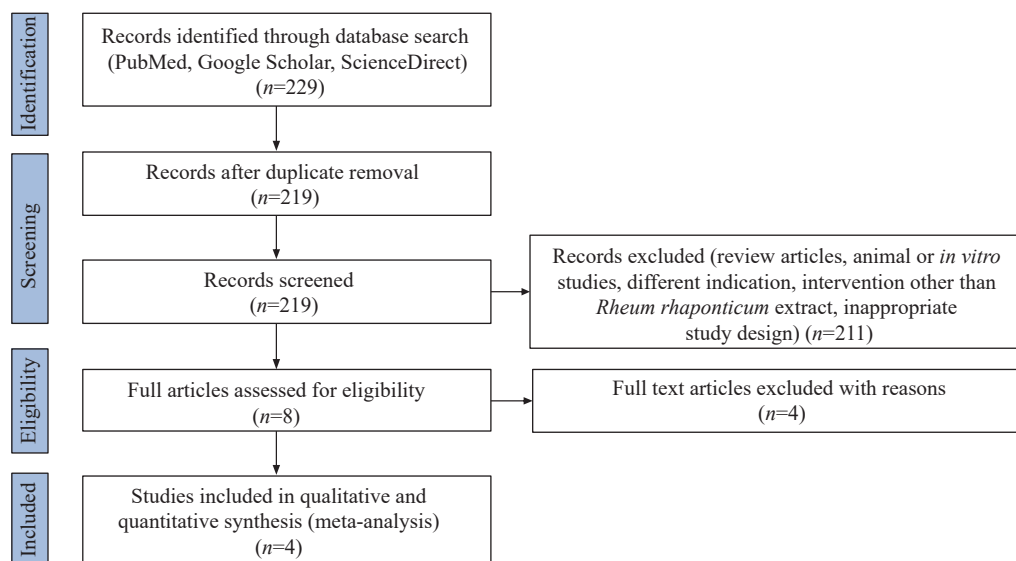 Identification
Records identified through database search
(PubMed, Google Scholar, ScienceDirect)
(n=229)
Screening
Records after duplicate removal
(n=219)
Records screened
(n=219)
Records excluded (review articles, animal or in vitro
studies, different indication, intervention other than
Rheum rhaponticum extract, inappropriate
study design) (n=211)
Eligibility
Full articles assessed for eligibility
(n=8)
Full text articles excluded with reasons
(n=4)
Included
Studies included in qualitative and
quantitative synthesis (meta-analysis)
(n=4)